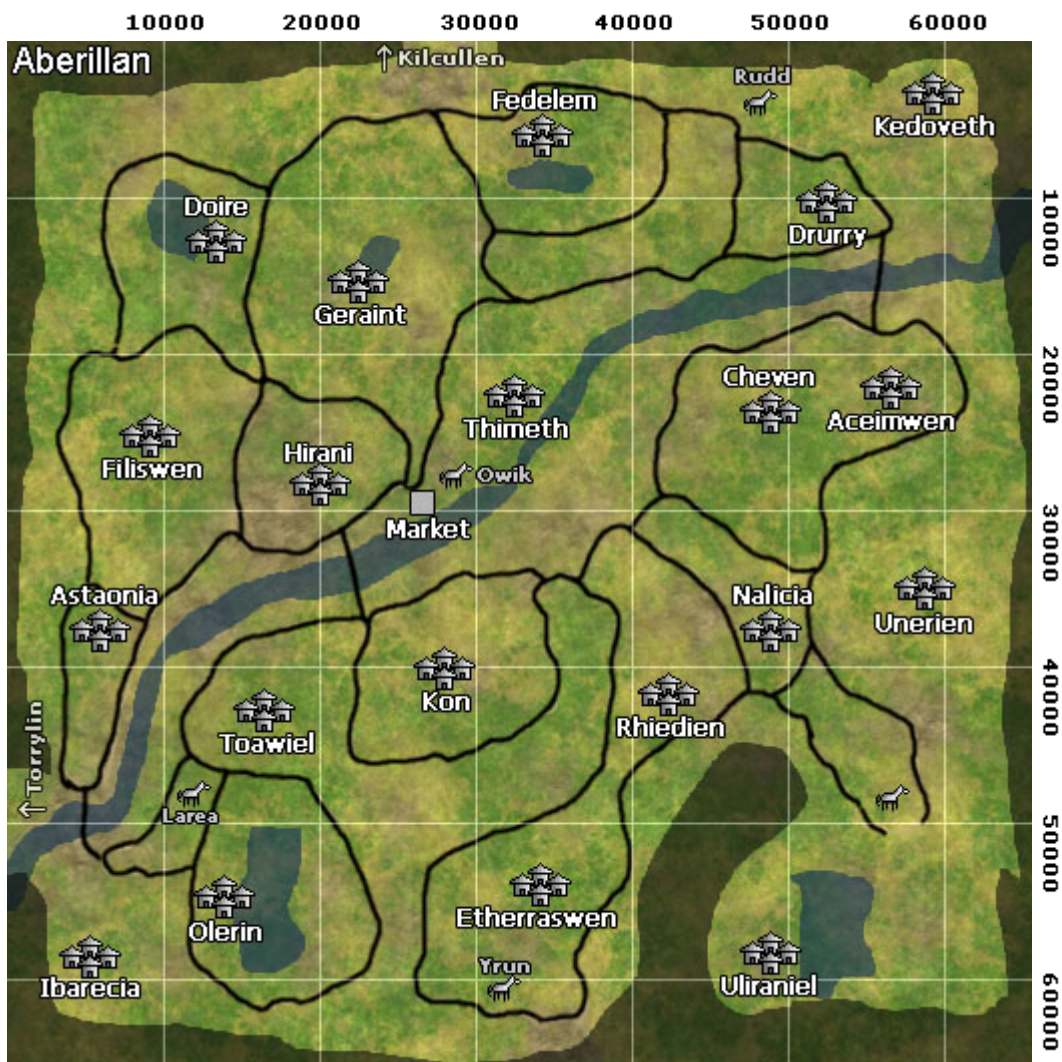 10000 20000 30000 40000 50000 60000
Aberillan
↑ Kilcullen
Rudd
Fedelem
Kedoveth
10000
Doire
Drurry
Geraint
20000
Cheven
Aceimwen
Thimeth
Filiswen
Hirani
Owik
Market
30000
Astaonia
Nalicia
Unerien
40000
Kon
Rhiedien
Toawiel
← Torrylin
Larea
50000
Olerin
Etherraswen
Yrun
Ibarecia
Uliraniel
600000